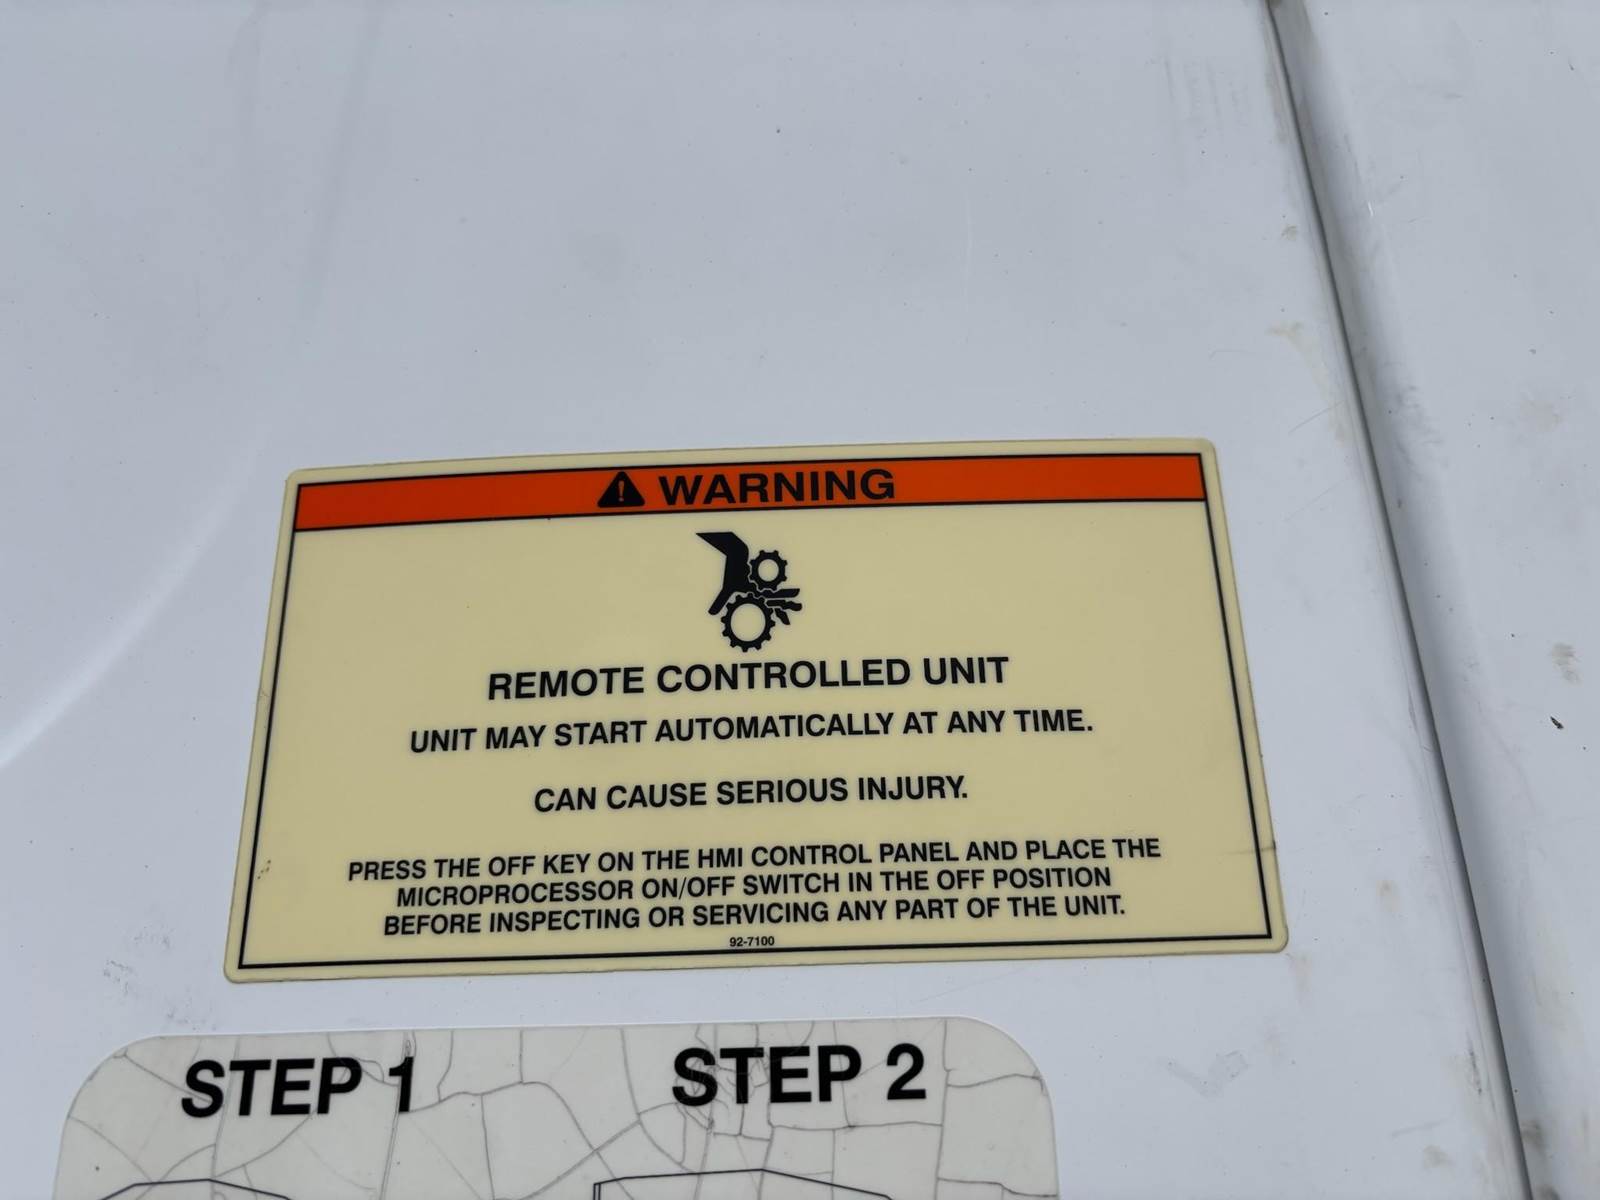 WARNING
REMOTE CONTROLLED UNIT
UNIT MAY START AUTOMATICALLY AT ANY TIME.
CAN CAUSE SERIOUS INJURY.
PRESS THE OFF KEY ON THE HMI CONTROL PANEL AND PLACE THE
MICROPROCESSOR ON/OFF SWITCH IN THE OFF POSITION
BEFORE INSPECTING OR SERVICING ANY PART OF THE UNIT.
92-7100
STEP 1 STEP 2